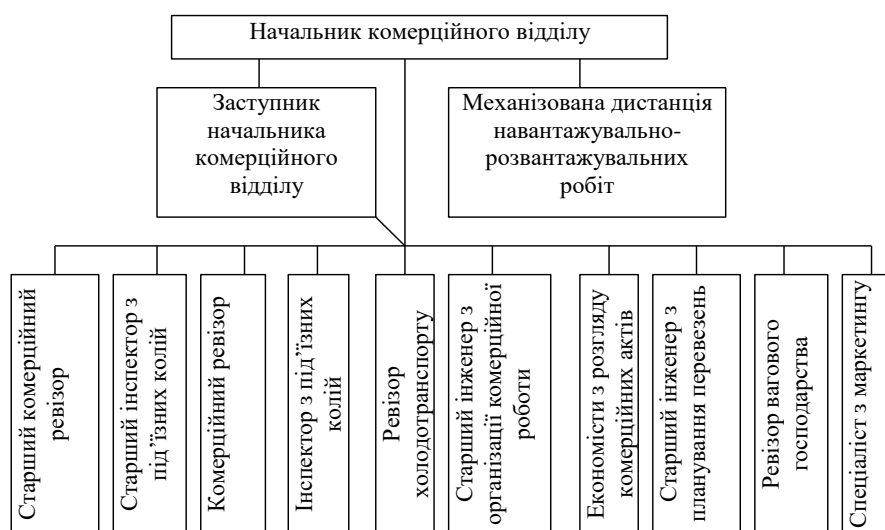 Начальник комерційного відділу
Заступник
начальника
комерційного
відділу
Механізована дистанція
навантажувально-
розвантажувальних
робіт
Старший комерційний
ревізор
Старший інспектор з
під’їзних колій
Комерційний ревізор
Інспектор з під’їзних
колій
Ревізор
холодотранспорту
Старший інженер з
організації комерційної
роботи
Економісти з розгляду
комерційних актів
Старший інженер з
планування перевезень
Ревізор вагового
господарства
Спеціаліст з маркетингу